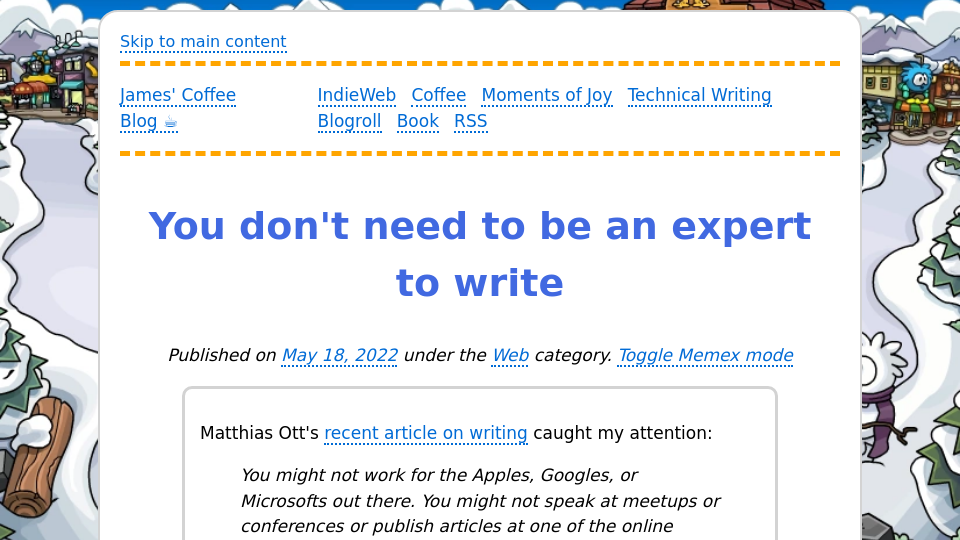 Skip to main content
James' Coffee Blog ☕
IndieWeb Coffee Moments of Joy Technical Writing
Blogroll Book RSS
You don't need to be an expert
to write
Published on May 18, 2022 under the Web category. Toggle Memex mode
Matthias Ott's recent article on writing caught my attention:
You might not work for the Apples, Googles, or
Microsofts out there. You might not speak at meetups or
conferences or publish articles at one of the online